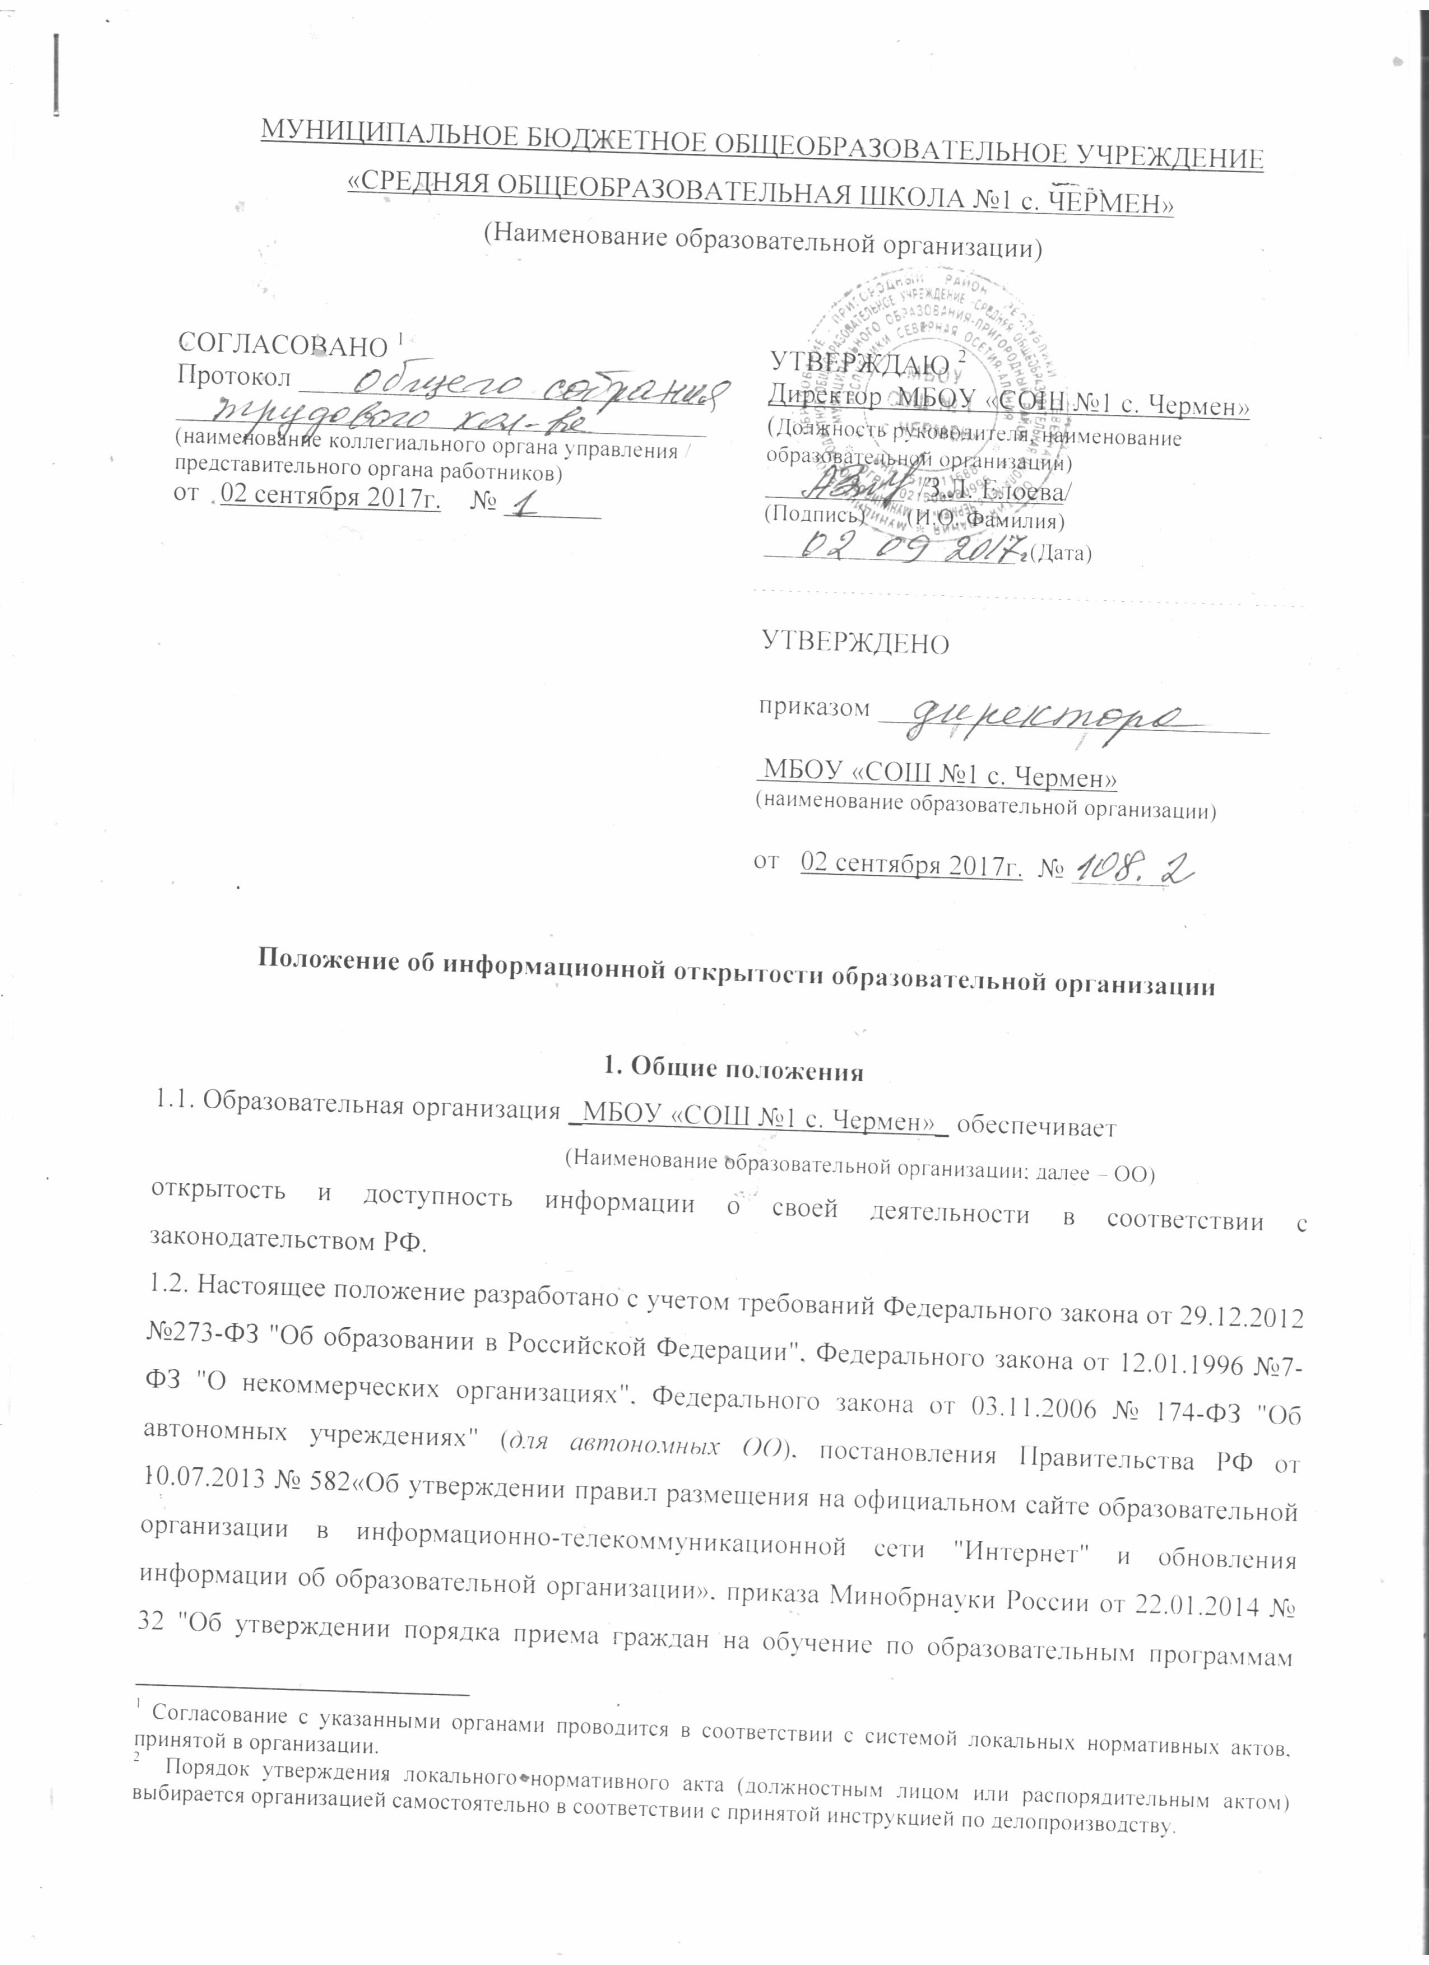 МУНИЦИПАЛЬНОЕ БЮДЖЕТНОЕ ОБЩЕОБРАЗОВАТЕЛЬНОЕ УЧРЕЖДЕНИЕ
«СРЕДНЯЯ ОБЩЕОБРАЗОВАТЕЛЬНАЯ ШКОЛА №1 с. ЧЕРМЕН»
(Наименование образовательной организации)
СОГЛАСОВАНО 1
Протокол общего собрания
трудового кол-ва
(наименование коллегиального органа управления /
представительного органа работников)
от 02 сентября 2017г. № 1
УТВЕРЖДАЮ 2
Директор МБОУ «СОШ №1 с. Чермен»
(Должность руководителя, наименование
образовательной организации)
/З.Д. Елоева/
(Подпись) (И.О. Фамилия)
02 09 2017г (Дата)
УТВЕРЖДЕНО
приказом директора
МБОУ «СОШ №1 с. Чермен»
(наименование образовательной организации)
от 02 сентября 2017г. № 108.2
Положение об информационной открытости образовательной организации
1. Общие положения
1.1. Образовательная организация _МБОУ «СОШ №1 с. Чермен»_ обеспечивает
(Наименование образовательной организации; далее – ОО)
открытость и доступность информации о своей деятельности в соответствии с
законодательством РФ.
1.2. Настоящее положение разработано с учетом требований Федерального закона от 29.12.2012
№273-ФЗ "Об образовании в Российской Федерации", Федерального закона от 12.01.1996 №7-
ФЗ "О некоммерческих организациях", Федерального закона от 03.11.2006 № 174-ФЗ "Об
автономных учреждениях" (для автономных ОО), постановления Правительства РФ от
10.07.2013 № 582«Об утверждении правил размещения на официальном сайте образовательной
организации в информационно-телекоммуникационной сети "Интернет" и обновления
информации об образовательной организации», приказа Минобрнауки России от 22.01.2014 №
32 "Об утверждении порядка приема граждан на обучение по образовательным программам
1 Согласование с указанными органами проводится в соответствии с системой локальных нормативных актов,
принятой в организации.
2 Порядок утверждения локального нормативного акта (должностным лицом или распорядительным актом)
выбирается организацией самостоятельно в соответствии с принятой инструкцией по делопроизводству.